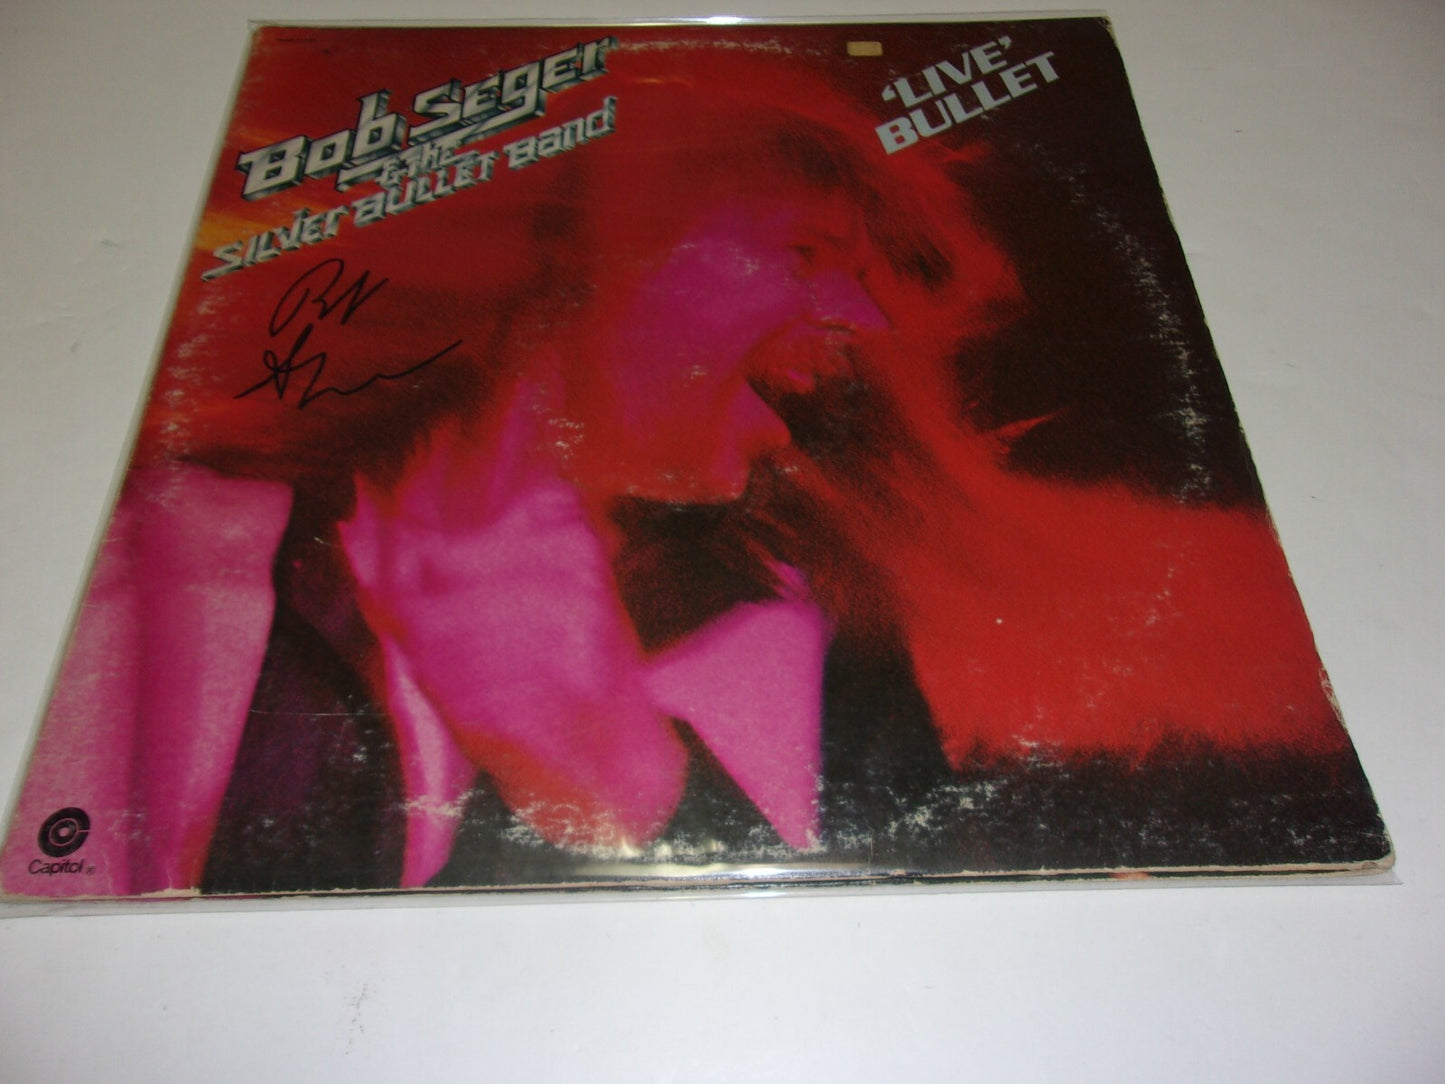 Bob Seger
& The
Silver Bullet Band
'LIVE'
BULLET
Capitol®